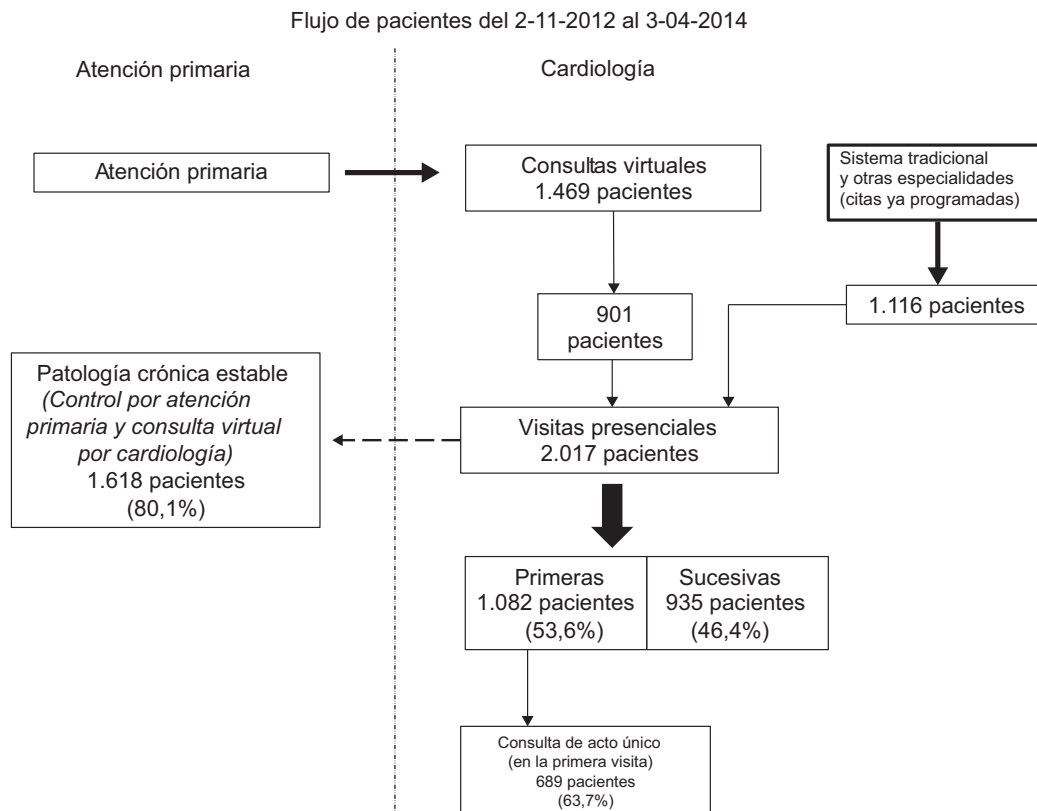 Flujo de pacientes del 2-11-2012 al 3-04-2014
Atención primaria
Cardiología
Atención primaria
Consultas virtuales
1.469 pacientes
Sistema tradicional
y otras especialidades
(citas ya programadas)
901
pacientes
1.116 pacientes
Patología crónica estable
(Control por atención
primaria y consulta virtual
por cardiología)
1.618 pacientes
(80,1%)
Visitas presenciales
2.017 pacientes
Primeras
1.082 pacientes
(53,6%)
Sucesivas
935 pacientes
(46,4%)
Consulta de acto único
(en la primera visita)
689 pacientes
(63,7%)